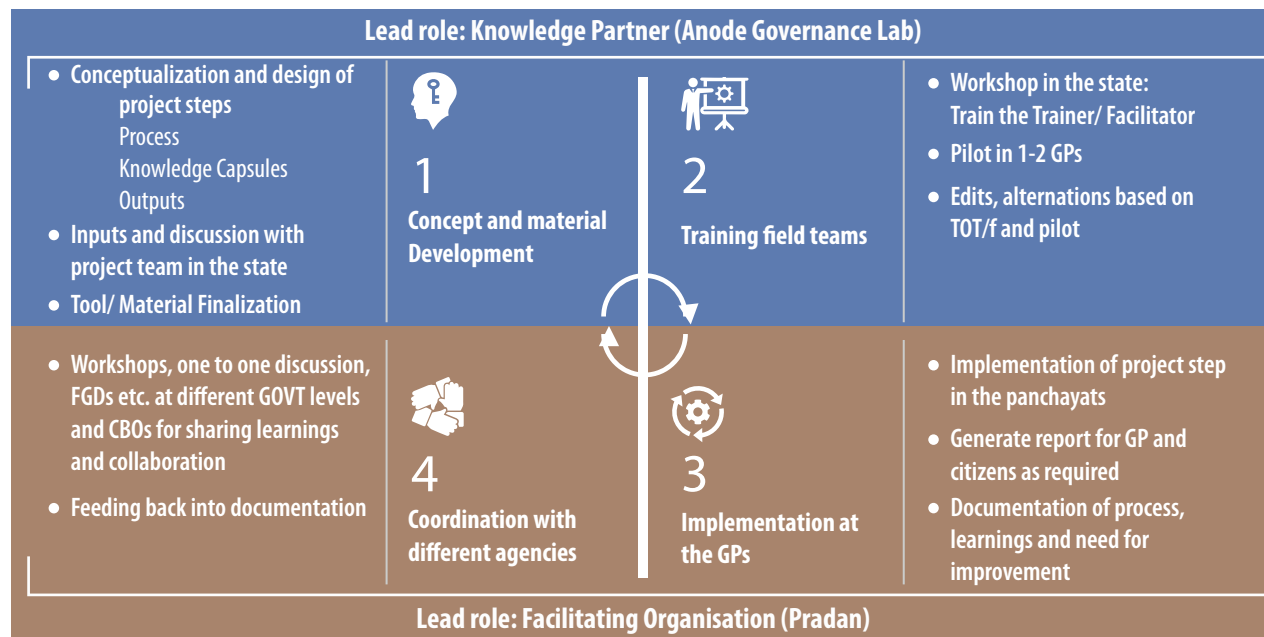 Lead role: Knowledge Partner (Anode Governance Lab)
● Conceptualization and design of
project steps
Process
Knowledge Capsules
Outputs
● Inputs and discussion with
project team in the state
● Tool/ Material Finalization
1
Concept and material
Development
2
Training field teams
● Workshop in the state:
Train the Trainer/ Facilitator
● Pilot in 1-2 GPs
● Edits, alternations based on
TOT/f and pilot
● Workshops, one to one discussion,
FGDs etc. at different GOVT levels
and CBOs for sharing learnings
and collaboration
● Feeding back into documentation
4
Coordination with
different agencies
3
Implementation at
the GPs
● Implementation of project step
in the panchayats
● Generate report for GP and
citizens as required
● Documentation of process,
learnings and need for
improvement
Lead role: Facilitating Organisation (Pradan)